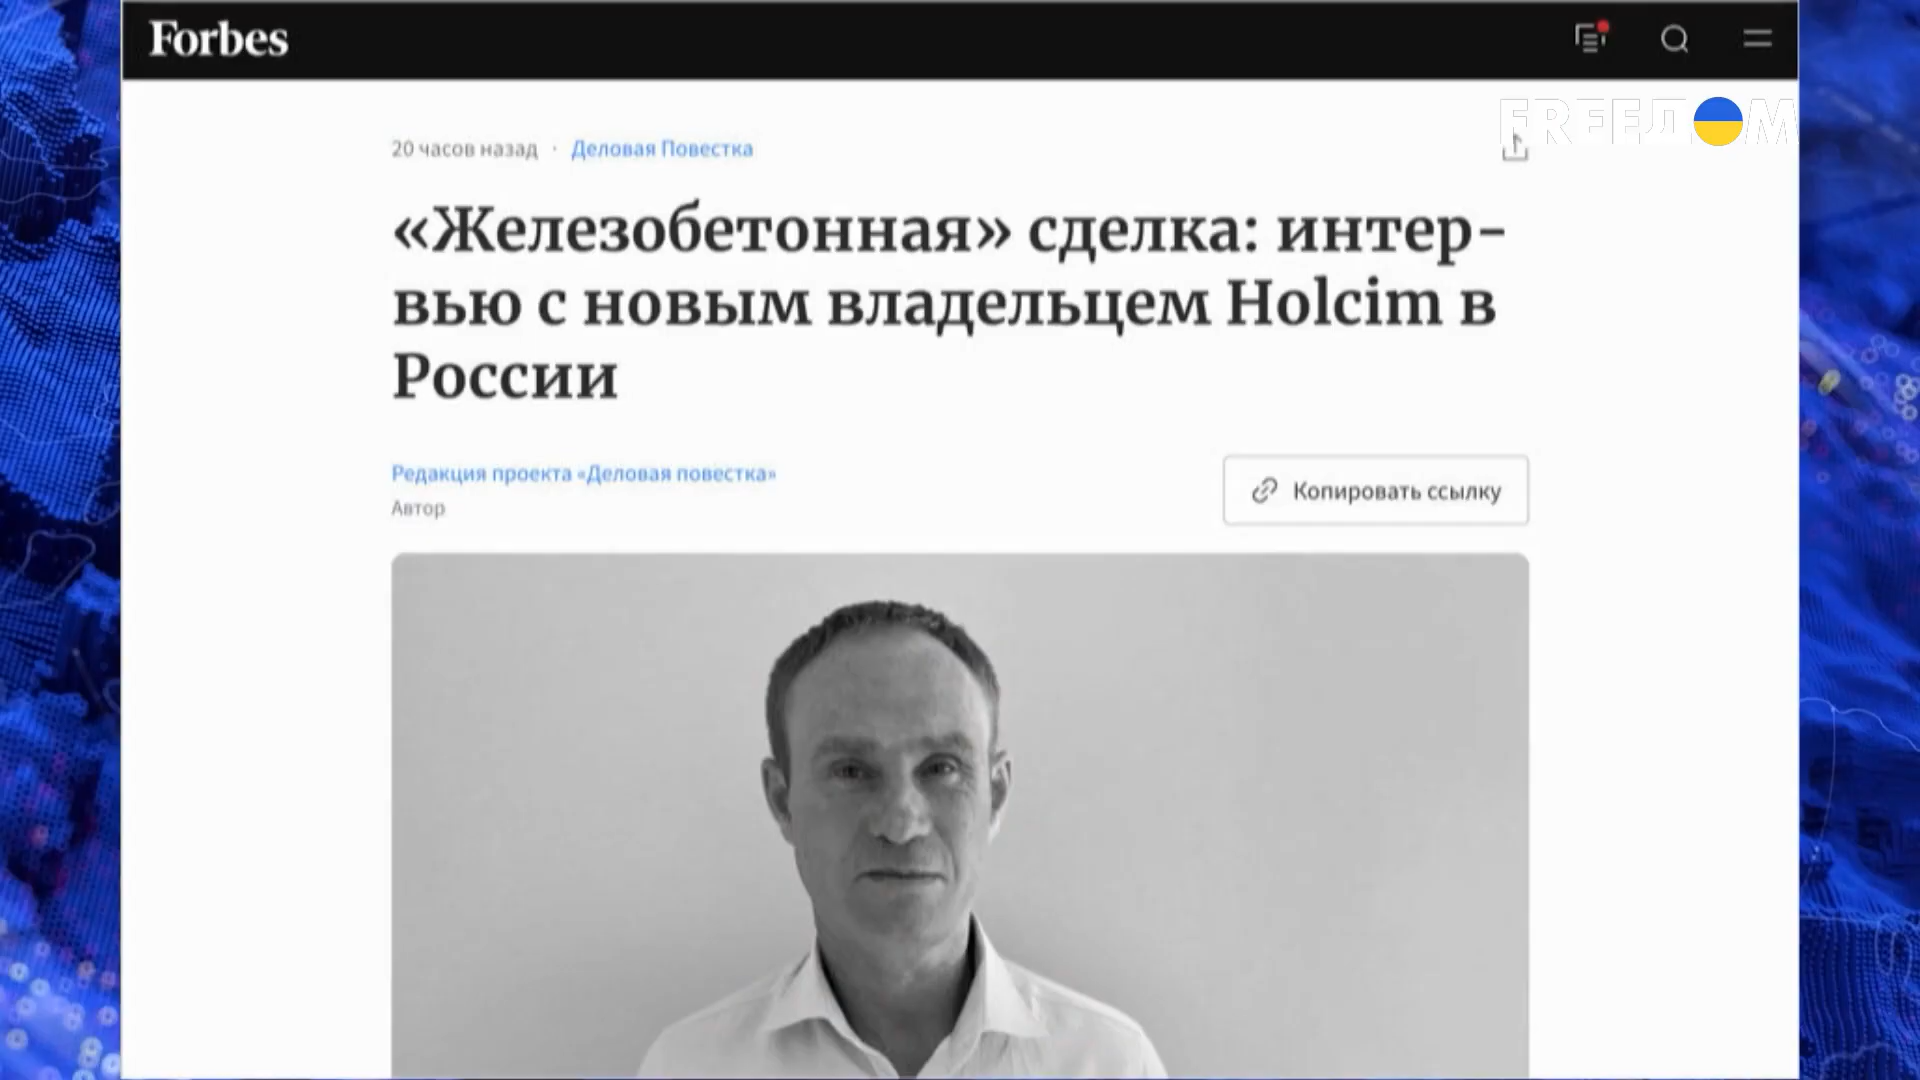 Forbes
FREEДOM
20 часов назад · Деловая Повестка
«Железобетонная» сделка: интер-
вью с новым владельцем Holcim в
России
Редакция проекта «Деловая повестка»
Автор
Копировать ссылку